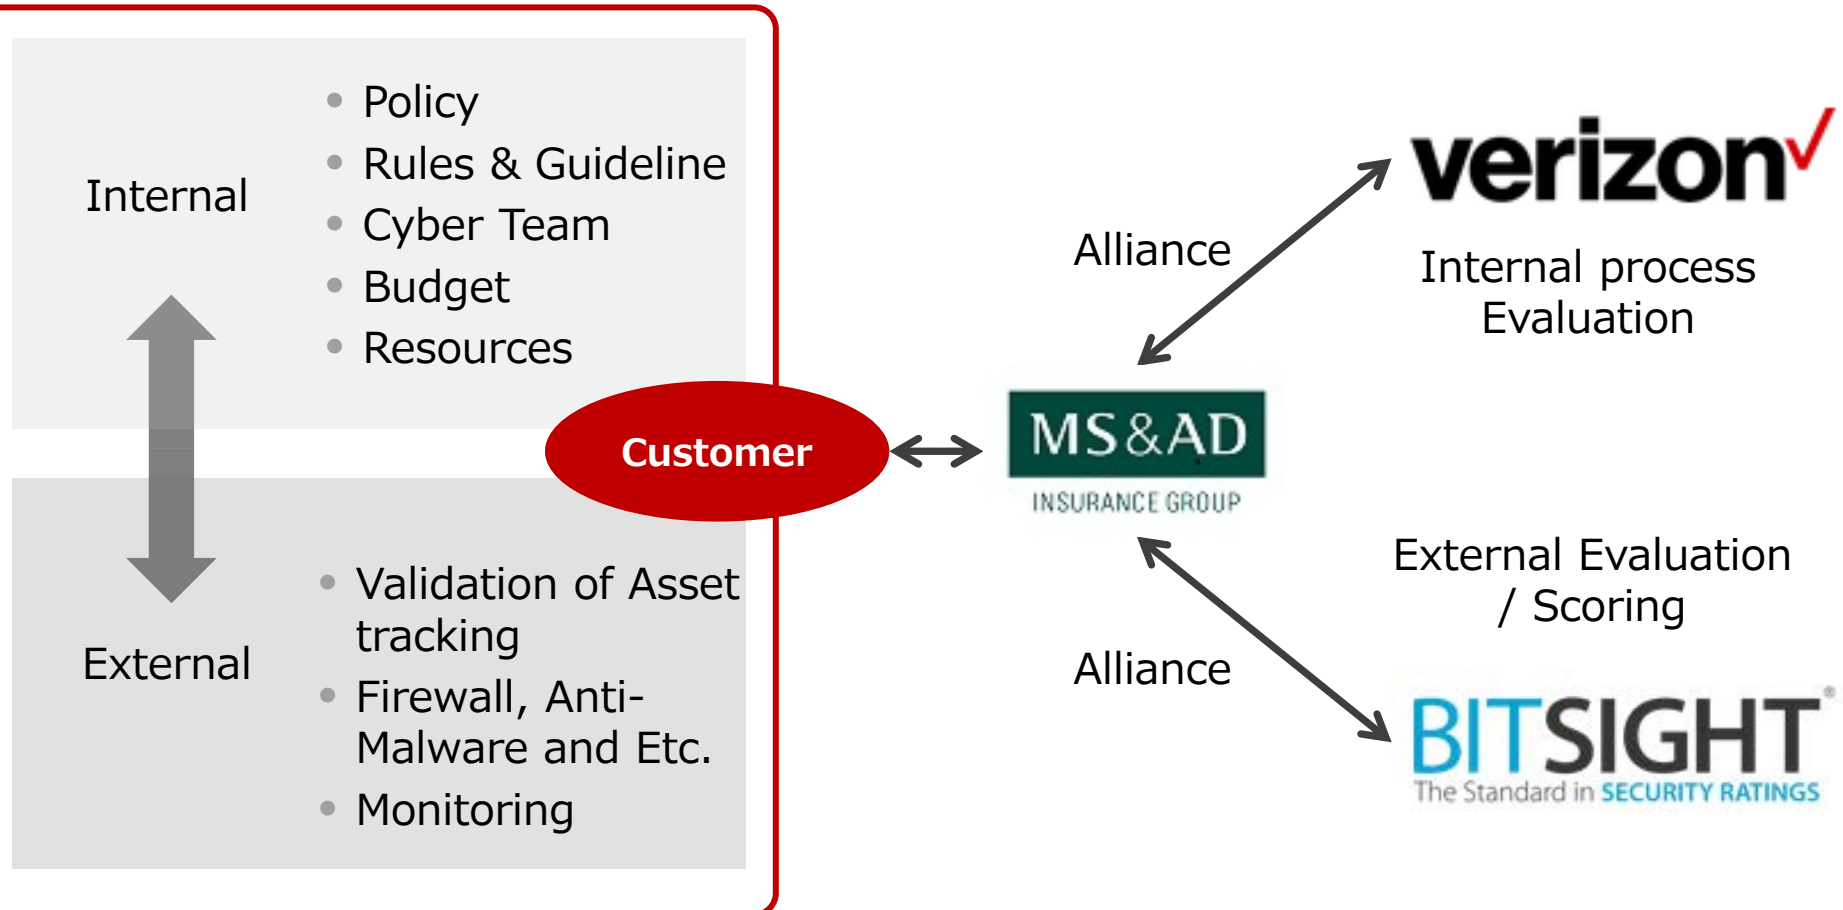 Internal
• Policy
• Rules & Guideline
• Cyber Team
• Budget
• Resources
Customer
External
• Validation of Asset
tracking
• Firewall, Anti-
Malware and Etc.
• Monitoring
Alliance
MS&AD
INSURANCE GROUP
Alliance
verizon✓
Internal process
Evaluation
External Evaluation
/ Scoring
BITSIGHT®
The Standard in SECURITY RATINGS